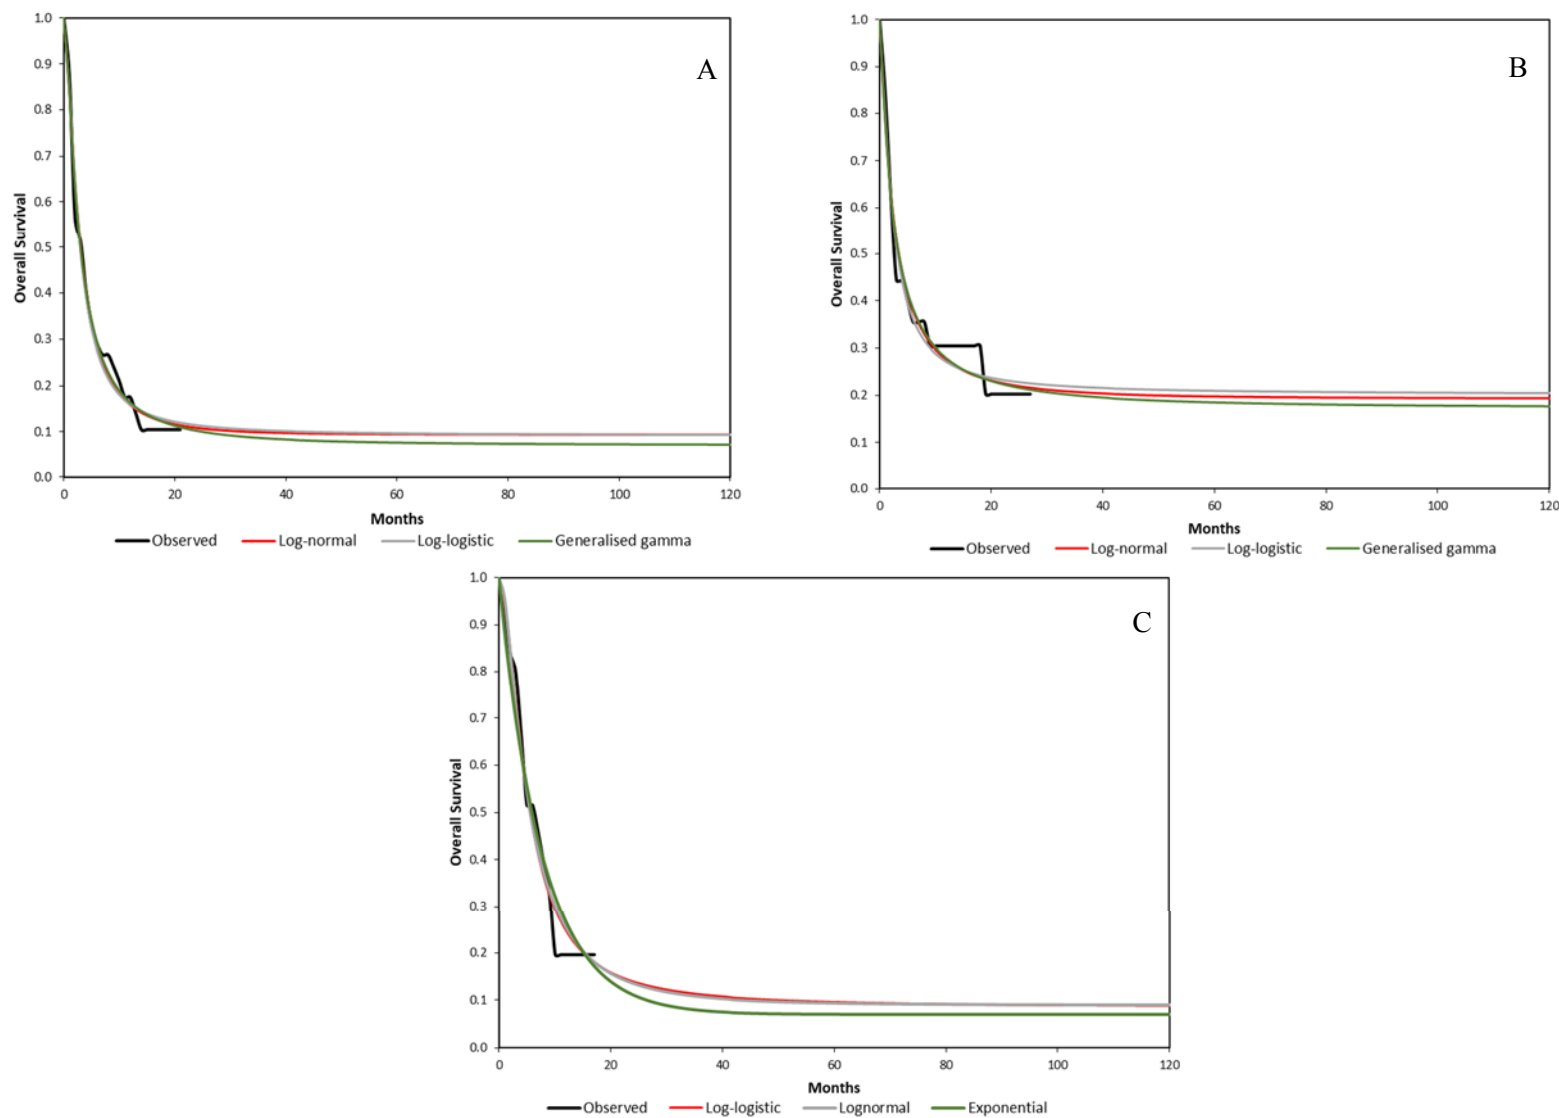 A
Overall Survival
1.0
0.9
0.8
0.7
0.6
0.5
0.4
0.3
0.2
0.1
0.0
0 20 40 60 80 100 120
Months
Observed Log-normal Log-logistic Generalised gamma
B
Overall Survival
1.0
0.9
0.8
0.7
0.6
0.5
0.4
0.3
0.2
0.1
0.0
0 20 40 60 80 100 120
Months
Observed Log-normal Log-logistic Generalised gamma
C
Overall Survival
1.0
0.9
0.8
0.7
0.6
0.5
0.4
0.3
0.2
0.1
0.0
0 20 40 60 80 100 120
Months
Observed Log-logistic Lognormal Exponential